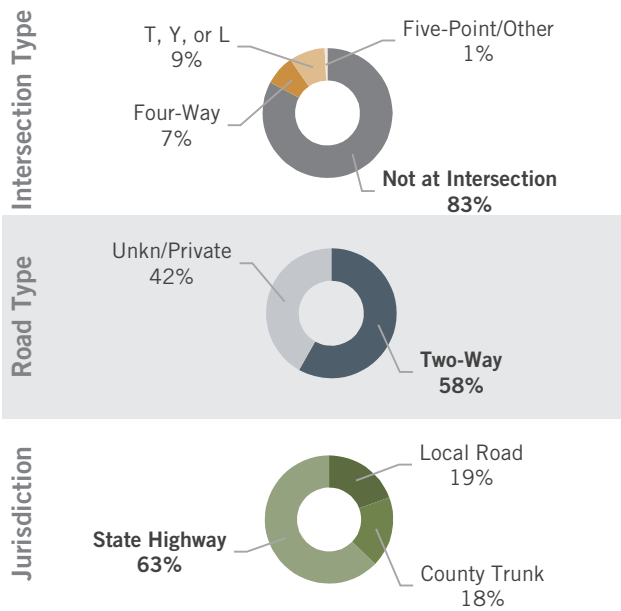 Intersection Type
T, Y, or L
9%
Five-Point/Other
1%
Four-Way
7%
Not at Intersection
83%
Road Type
Unkn/Private
42%
Two-Way
58%
Jurisdiction
Local Road
19%
State Highway
63%
County Trunk
18%